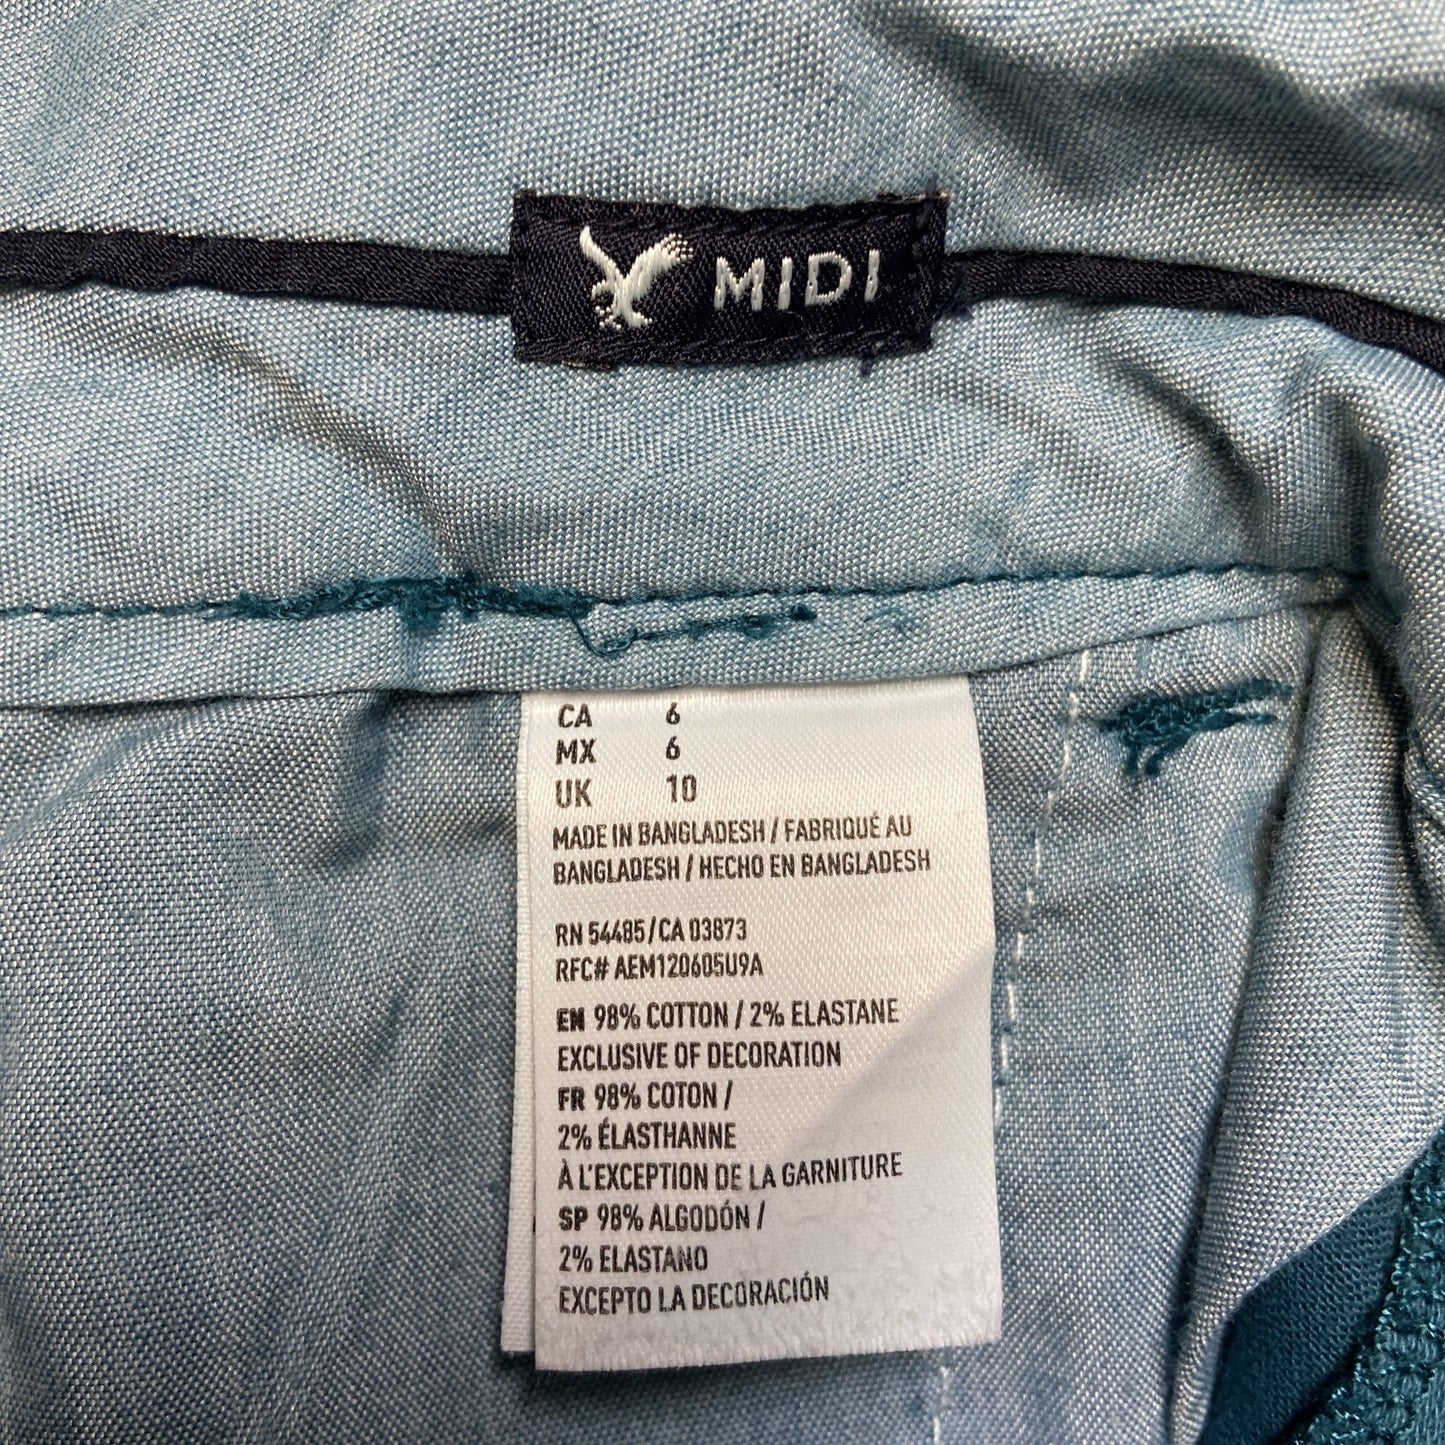 MIDI
CA 6
MX 6
UK 10
MADE IN BANGLADESH / FABRIQUÉ AU
BANGLADESH / HECHO EN BANGLADESH
RN 54485/CA 03873
RFC# AEM120605U9A
EN 98% COTTON / 2% ELASTANE
EXCLUSIVE OF DECORATION
FR 98% COTON /
2% ÉLASTHANNE
À L'EXCEPTION DE LA GARNITURE
SP 98% ALGODÓN /
2% ELASTANO
EXCEPTO LA DECORACIÓN